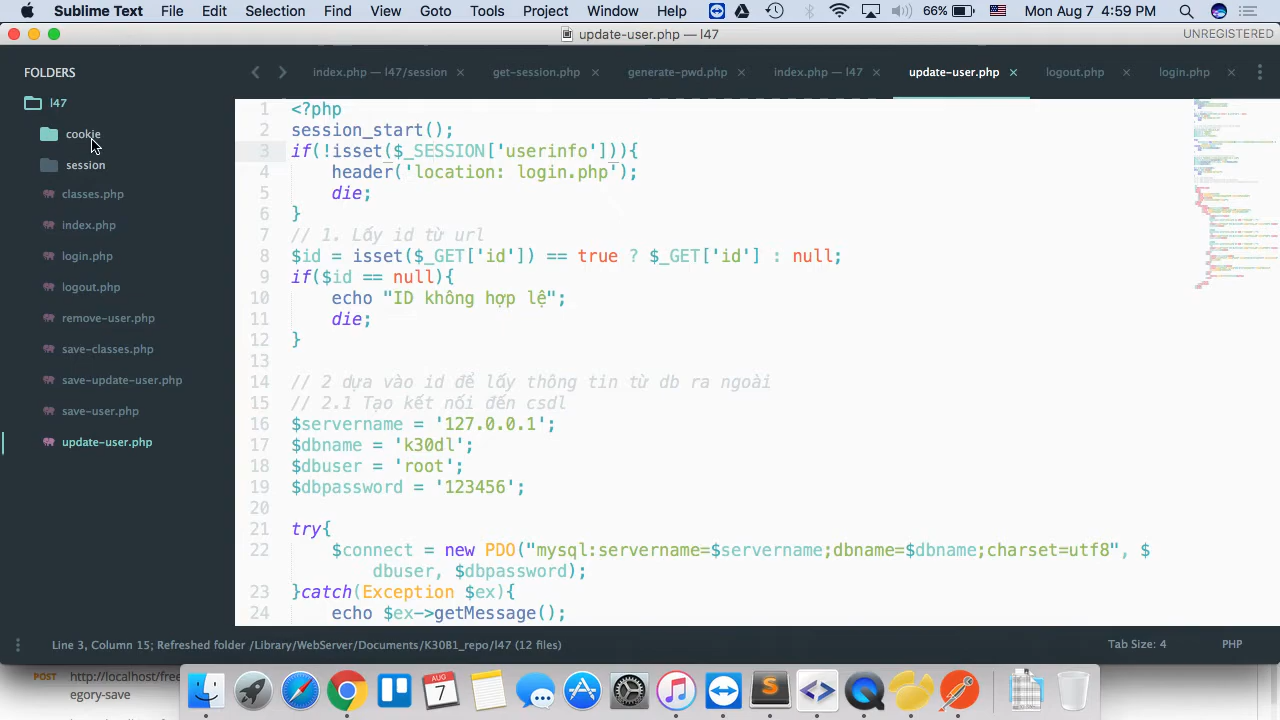 Sublime Text File Edit Selection Find View Goto Tools Project Window Help 66% Mon Aug 7 4:59 PM
update-user.php — l47 UNREGISTERED
FOLDERS
l47
cookie
session
classes.php
index.php
login.php
logout.php
remove-user.php
save-classes.php
save-update-user.php
save-user.php
update-user.php
index.php — l47/session × get-session.php × generate-pwd.php × index.php — l47 × update-user.php × logout.php × login.php ×
1 <?php
2 session_start();
3 if(!isset($_SESSION['userinfo'])){
4 header('location: login.php');
5 die;
6 }
7 // 1. Lấy id từ url
8 $id = isset($_GET['id']) == true ? $_GET['id'] : null;
9 if($id == null){
10 echo "ID không hợp lệ";
11 die;
12 }
13
14 // 2 dựa vào id để lấy thông tin từ db ra ngoài
15 // 2.1 Tạo kết nối đến csdl
16 $servername = '127.0.0.1';
17 $dbname = 'k30dl';
18 $dbuser = 'root';
19 $dbpassword = '123456';
20
21 try{
22 $connect = new PDO("mysql:servername=$servername;dbname=$dbname;charset=utf8", $
dbuser, $dbpassword);
23 }catch(Exception $ex){
24 echo $ex->getMessage();
Line 3, Column 15; Refreshed folder /Library/WebServer/Documents/K30B1_repo/l47 (12 files) Tab Size: 4 PHP
POST http://localhost/free
egory-save
AUG
7